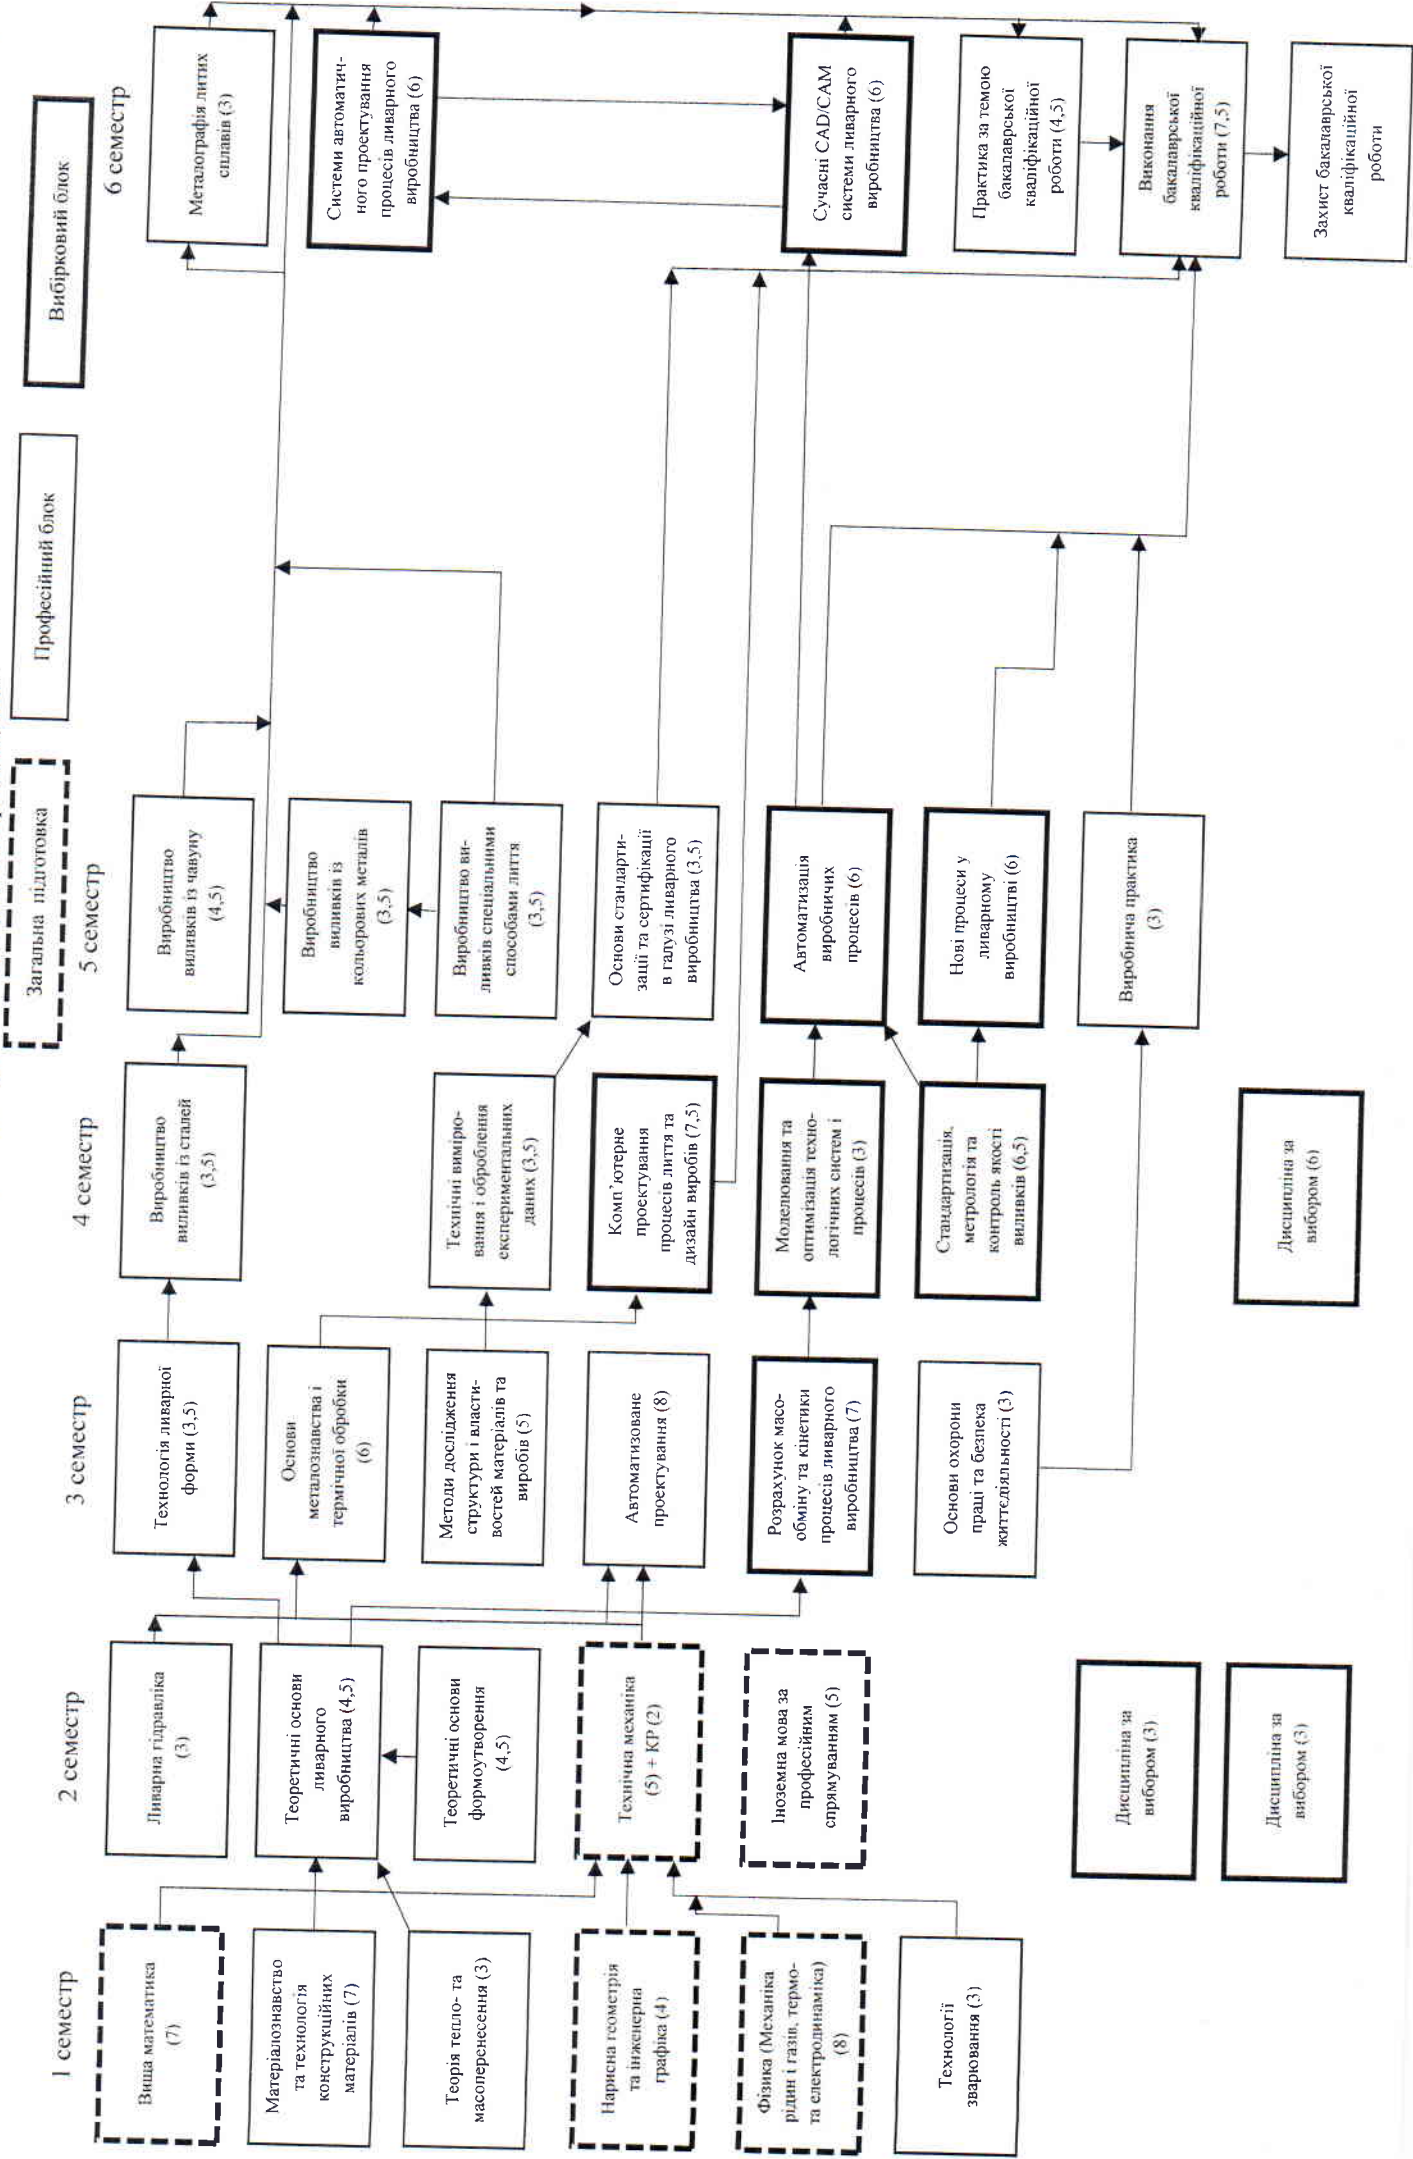 Загальна підготовка
Професійний блок
Вибірковий блок
1 семестр
2 семестр
3 семестр
4 семестр
5 семестр
6 семестр
Вища математика
(7)
Матеріалознавство
та технологія
конструкційних
матеріалів (7)
Теорія тепло- та
масоперенесення (3)
Нарисна геометрія
та інженерна
графіка (4)
Фізика (Механіка
рідин і газів, термо-
та електродинаміка)
(8)
Технології
зварювання (3)
Ливарна гідравліка
(3)
Теоретичні основи
ливарного
виробництва (4,5)
Теоретичні основи
формоутворення
(4,5)
Технічна механіка
(5) + КР (2)
Іноземна мова за
професійним
спрямуванням (5)
Дисципліна за
вибором (3)
Дисципліна за
вибором (3)
Технологія ливарної
форми (3,5)
Основи
металознавства і
термічної обробки
(6)
Методи дослідження
структури і власти-
востей матеріалів та
виробів (5)
Автоматизоване
проектування (8)
Розрахунок масо-
обміну та кінетики
процесів ливарного
виробництва (7)
Основи охорони
праці та безпека
життєдіяльності (3)
Виробництво
виливків із сталей
(3,5)
Технічні вимірю-
вання і оброблення
експериментальних
даних (3,5)
Комп’ютерне
проектування
процесів лиття та
дизайн виробів (7,5)
Моделювання та
оптимізація техно-
логічних систем і
процесів (3)
Стандартизація,
метрологія та
контроль якості
виливків (6,5)
Дисципліна за
вибором (6)
Виробництво
виливків із чавуну
(4,5)
Виробництво
виливків із
кольорових металів
(3,5)
Виробництво ви-
ливків спеціальними
способами лиття
(3,5)
Основи стандарти-
зації та сертифікації
в галузі ливарного
виробництва (3,5)
Автоматизація
виробничих
процесів (6)
Нові процеси у
ливарному
виробництві (6)
Виробнича практика
(3)
Металографія литих
сплавів (3)
Системи автоматич-
ного проектування
процесів ливарного
виробництва (6)
Сучасні CAD/CAM
системи ливарного
виробництва (6)
Практика за темою
бакалаврської
кваліфікаційної
роботи (4,5)
Виконання
бакалаврської
кваліфікаційної
роботи (7,5)
Захист бакалаврської
кваліфікаційної
роботи